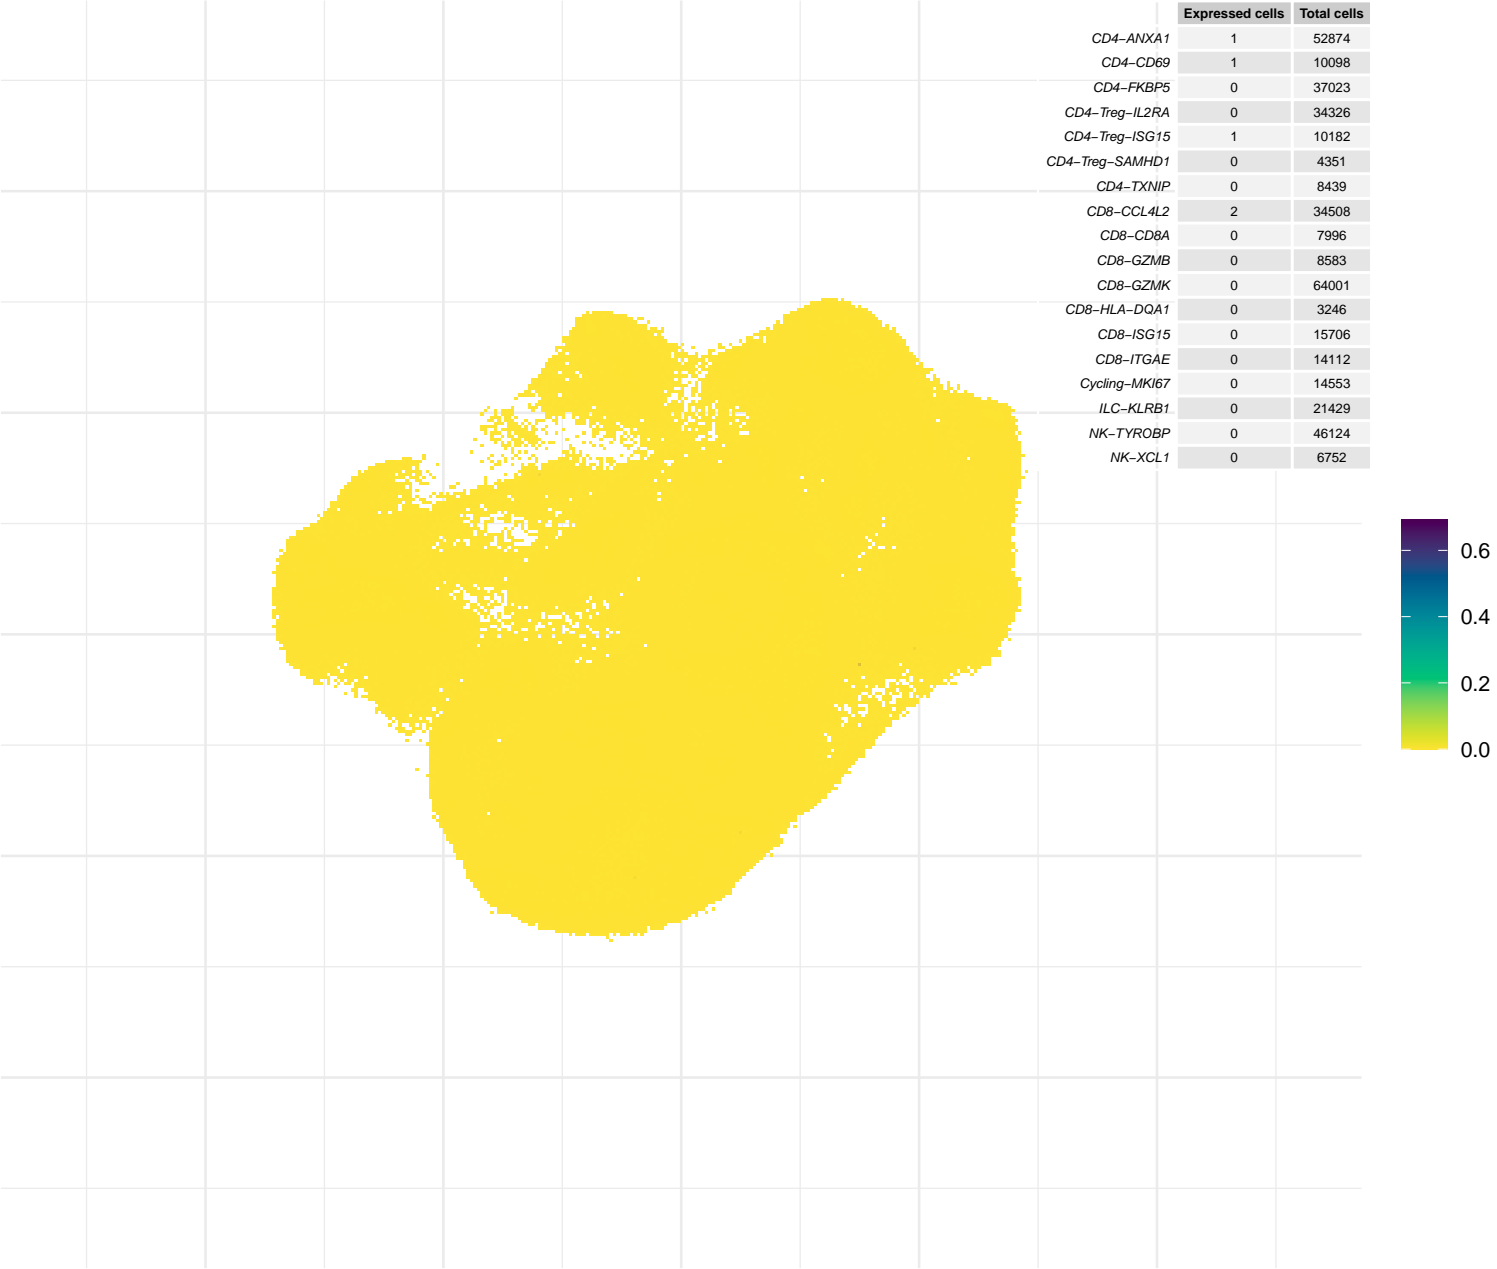 Expressed cells Total cells
CD4−ANXA1 1 52874
CD4−CD69 1 10098
CD4−FKBP5 0 37023
CD4−Treg−IL2RA 0 34326
CD4−Treg−ISG15 1 10182
CD4−Treg−SAMHD1 0 4351
CD4−TXNIP 0 8439
CD8−CCL4L2 2 34508
CD8−CD8A 0 7996
CD8−GZMB 0 8583
CD8−GZMK 0 64001
CD8−HLA−DQA1 0 3246
CD8−ISG15 0 15706
CD8−ITGAE 0 14112
Cycling−MKI67 0 14553
ILC−KLRB1 0 21429
NK−TYROBP 0 46124
NK−XCL1 0 6752
0.6
0.4
0.2
0.0